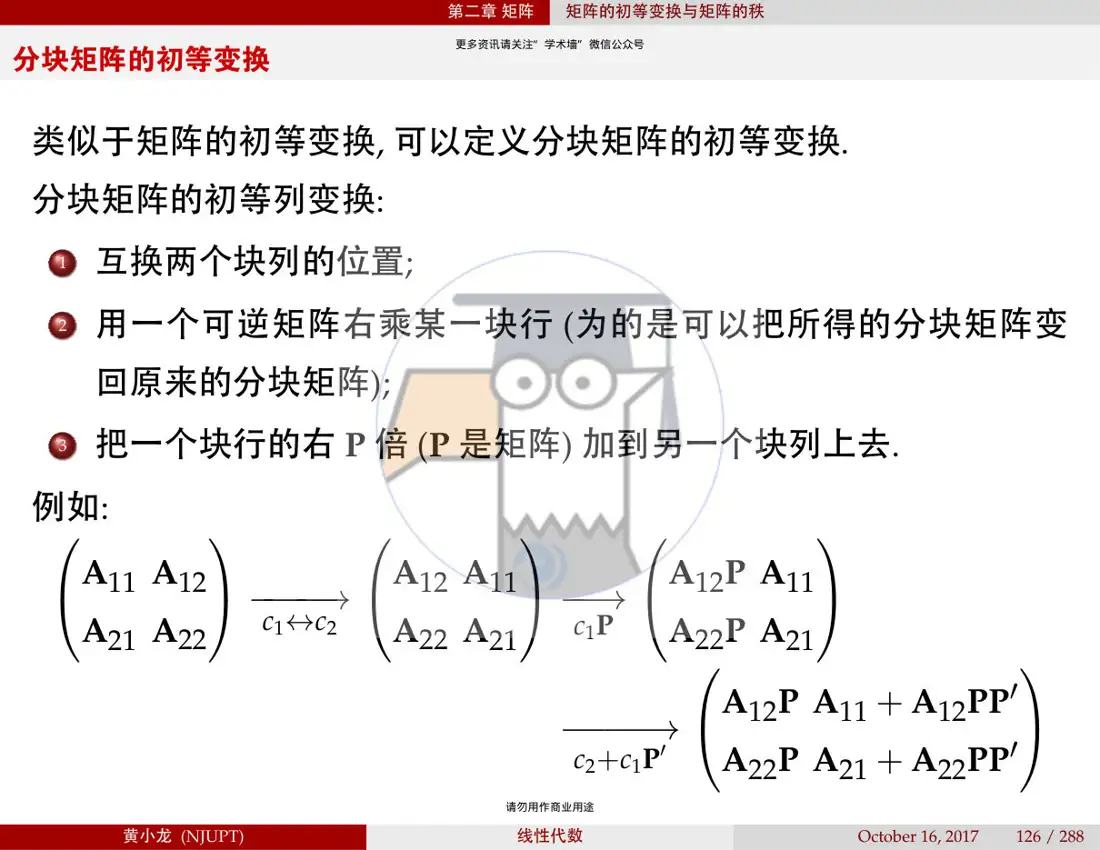 第二章 矩阵 矩阵的初等变换与矩阵的秩
更多资讯请关注“学术墙”微信公众号
分块矩阵的初等变换
类似于矩阵的初等变换, 可以定义分块矩阵的初等变换.
分块矩阵的初等列变换:
1 互换两个块列的位置;
2 用一个可逆矩阵右乘某一块行 (为的是可以把所得的分块矩阵变
回原来的分块矩阵);
3 把一个块行的右 P 倍 (P 是矩阵) 加到另一个块列上去.
例如:
(A₁₁ A₁₂) (A₁₂ A₁₁) (A₁₂P A₁₁)
(A₂₁ A₂₂) c₁↔c₂ (A₂₂ A₂₁) c₁P (A₂₂P A₂₁)
(A₁₂P A₁₁ + A₁₂PP′)
c₂+c₁P′ (A₂₂P A₂₁ + A₂₂PP′)
请勿用作商业用途
黄小龙 (NJUPT) 线性代数 October 16, 2017 126 / 288